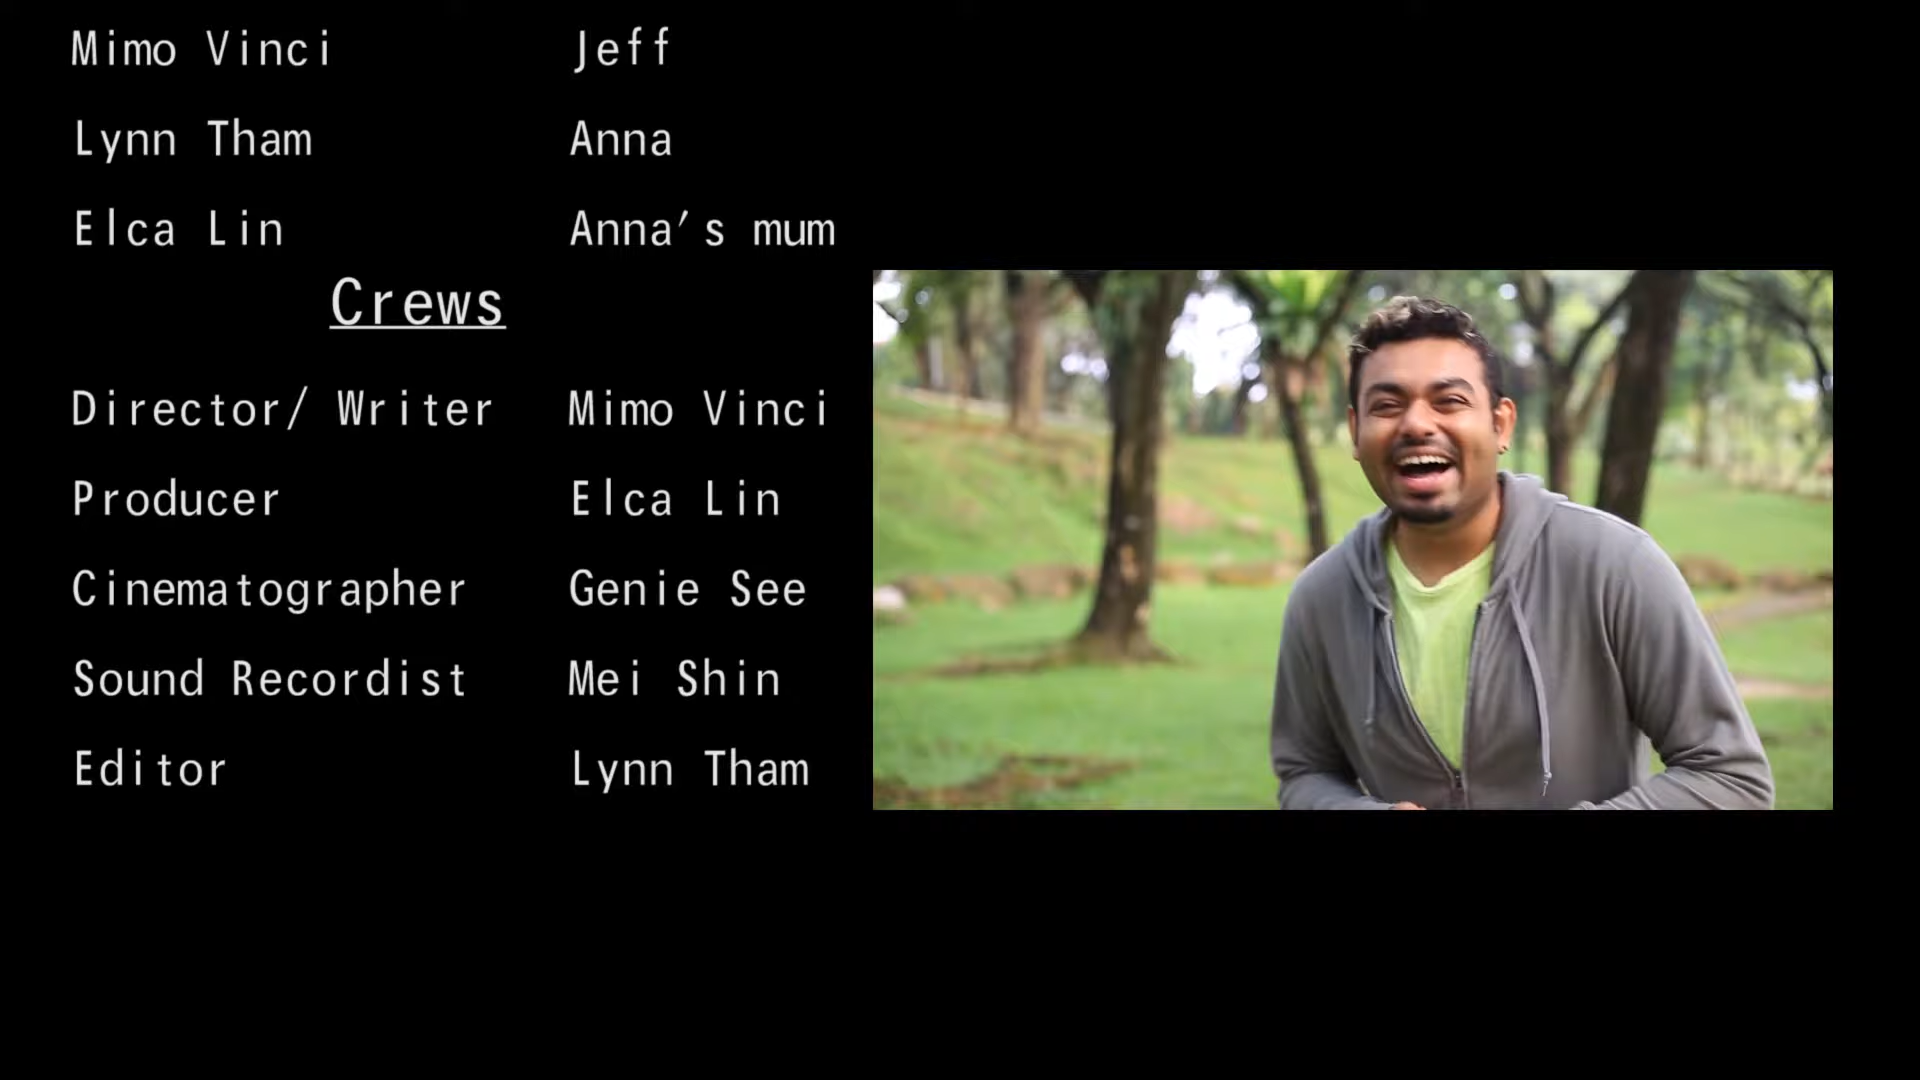 Mimo Vinci Jeff
Lynn Tham Anna
Elca Lin Anna's mum
Crews
Director/ Writer Mimo Vinci
Producer Elca Lin
Cinematographer Genie See
Sound Recordist Mei Shin
Editor Lynn Tham